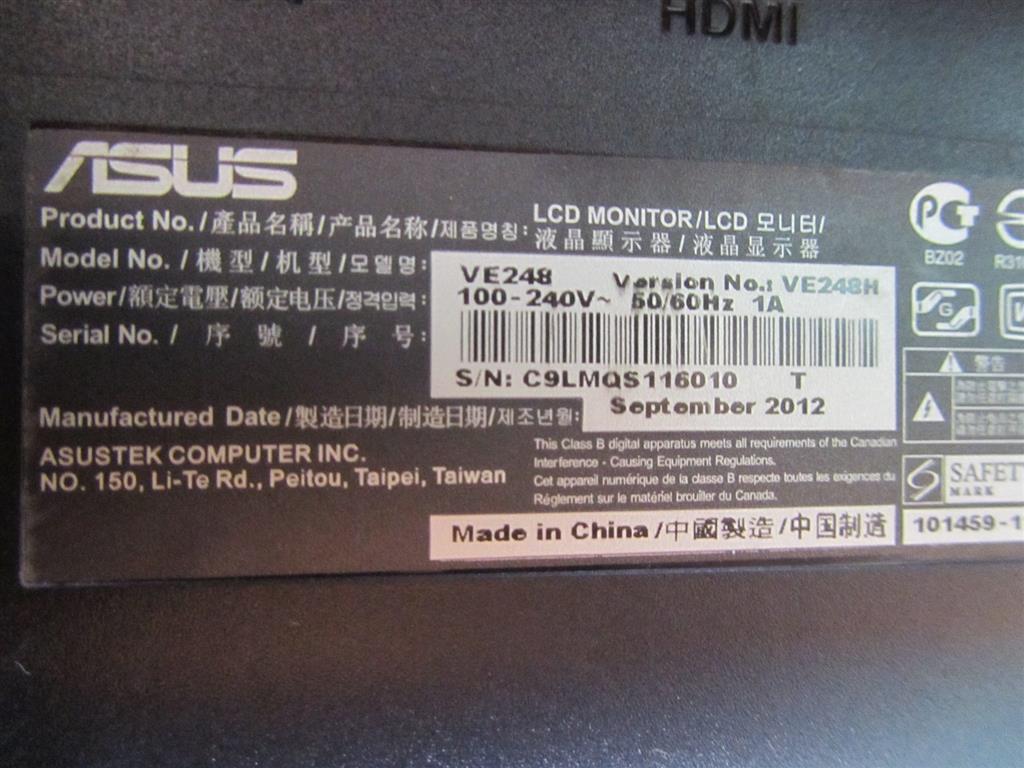 HDMI
ASUS
Product No./產品名稱/产品名称/제품명칭: LCD MONITOR/LCD 모니터/
液晶顯示器/液晶显示器
Model No./機型/机型/모델명: VE248 Version No.: VE248H
Power/額定電壓/额定电压/정격입력: 100-240V~ 50/60Hz 1A
Serial No. / 序 號 / 序 号:
S/N: C9LMQS116010 T
Manufactured Date/製造日期/制造日期/제조년월: September 2012
ASUSTEK COMPUTER INC.
NO. 150, Li-Te Rd., Peitou, Taipei, Taiwan
This Class B digital apparatus meets all requirements of the Canadian
Interference - Causing Equipment Regulations.
Cet appareil numérique de la classe B respecte toutes les exigences du
Réglement sur le matériel brouiller du Canada.
Made in China/中國製造/中国制造
PCT
BZ02
G
警告
SAFETY
MARK
101459-1